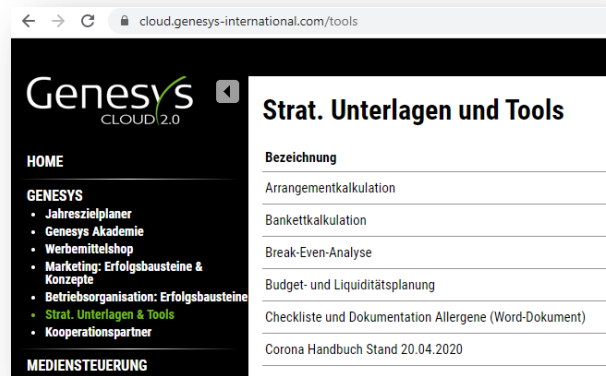 cloud.genesys-international.com/tools
Genesys
CLOUD 2.0
HOME
GENESYS
• Jahreszielplaner
• Genesys Akademie
• Werbemittelshop
• Marketing: Erfolgsbausteine &
Konzepte
• Betriebsorganisation: Erfolgsbausteine
• Strat. Unterlagen & Tools
• Kooperationspartner
MEDIENSTEUERUNG
Strat. Unterlagen und Tools
Bezeichnung
Arrangementkalkulation
Bankettkalkulation
Break-Even-Analyse
Budget- und Liquiditätsplanung
Checkliste und Dokumentation Allergene (Word-Dokument)
Corona Handbuch Stand 20.04.2020